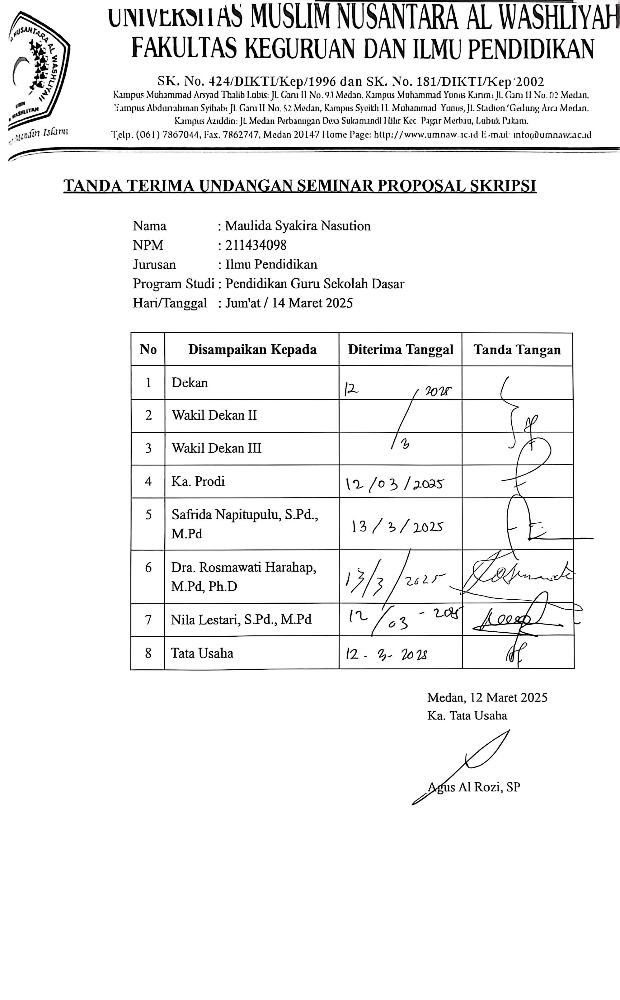 UNIVERSITAS MUSLIM NUSANTARA AL WASHLIYAH
FAKULTAS KEGURUAN DAN ILMU PENDIDIKAN
SK. No. 424/DIKTI/Kep/1996 dan SK. No. 181/DIKTI/Kep/2002
Kampus Muhammad Arsyad Thalib Lubis: JL Garu II No. 93 Medan, Kampus Muhammad Yunus Karim: JL Garu II No. 02 Medan,
Kampus Abdurrahman Syihab: Jl. Garu II No. 52 Medan, Kampus Syeikh H. Muhammad Yunus, JL Stadion/Gedung Arca Medan.
Kampus Aziddin: JL Medan Perbaungan Desa Sukamandi Hilir Kec. Pagar Merbau, Lubuk Pakam.
Telp. (061) 7867044, Fax. 7862747, Medan 20147 Home Page: http://www.umnaw.ac.id E-mail: info@umnaw.ac.id
NUSANTARA AL WASHLIYAH
Mandiri Islami
TANDA TERIMA UNDANGAN SEMINAR PROPOSAL SKRIPSI
Nama : Maulida Syakira Nasution
NPM : 211434098
Jurusan : Ilmu Pendidikan
Program Studi : Pendidikan Guru Sekolah Dasar
Hari/Tanggal : Jum'at / 14 Maret 2025
No Disampaikan Kepada Diterima Tanggal Tanda Tangan
1 Dekan 12 / 2025
2 Wakil Dekan II
3 Wakil Dekan III 3
4 Ka. Prodi 12/03/2025
5 Safrida Napitupulu, S.Pd., 13/3/2025
M.Pd
6 Dra. Rosmawati Harahap, 13/3/2025
M.Pd, Ph.D
7 Nila Lestari, S.Pd., M.Pd 12/03-2025
8 Tata Usaha 12-3-2025
Medan, 12 Maret 2025
Ka. Tata Usaha
Agus Al Rozi, SP